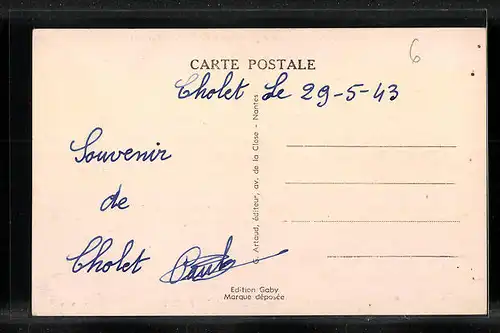 CARTE POSTALE
6
Cholet Le 29-5-43
Souvenir
de
Cholet
Artaud, éditeur, av. de la Close - Nantes
Edition Gaby
Marque déposée